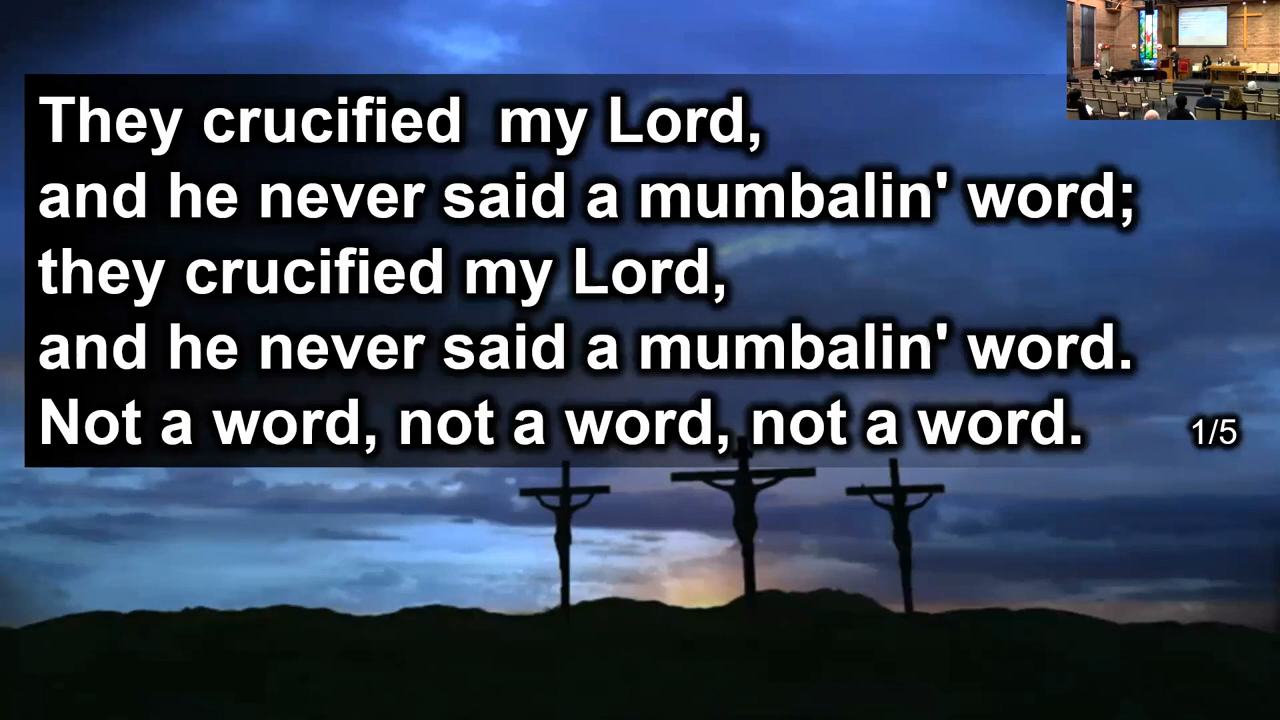 They crucified  my Lord,
and he never said a mumbalin' word;
they crucified my Lord,
and he never said a mumbalin' word.
Not a word, not a word, not a word.
1/5